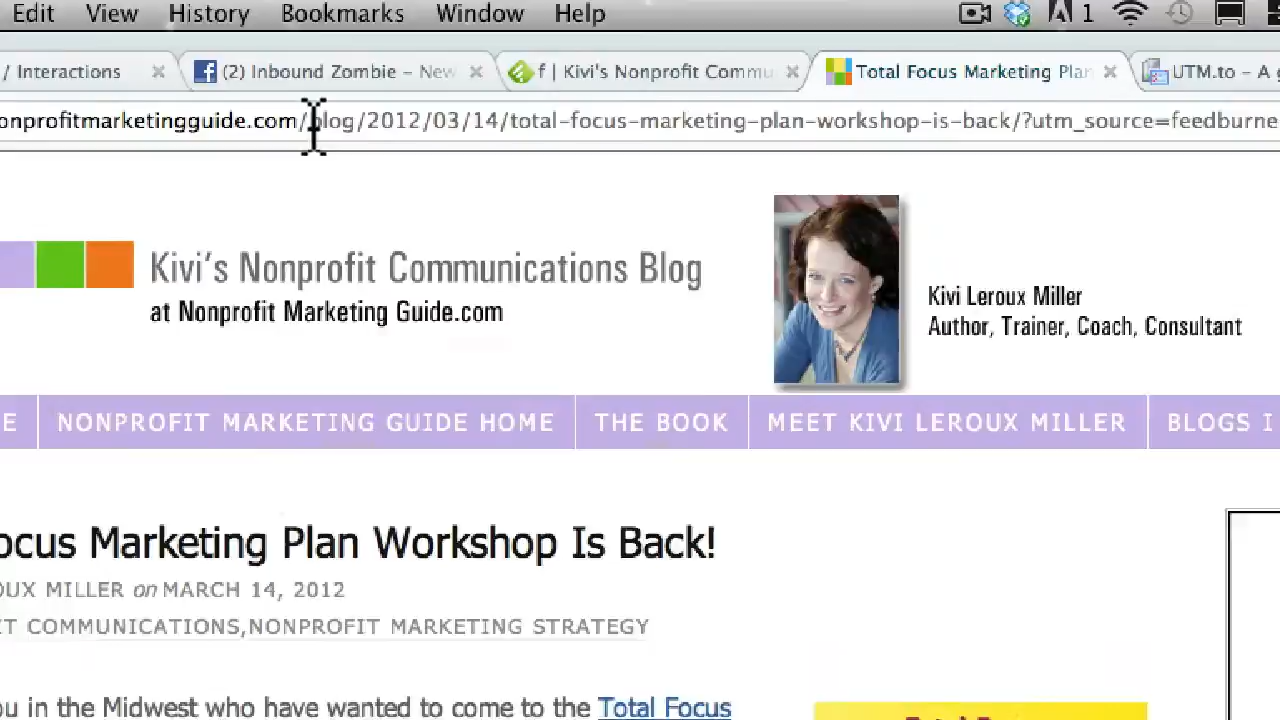 Edit View History Bookmarks Window Help 1
/ Interactions (2) Inbound Zombie – New f | Kivi's Nonprofit Commu Total Focus Marketing Plan UTM.to – A g
onprofitmarketingguide.com/blog/2012/03/14/total-focus-marketing-plan-workshop-is-back/?utm_source=feedburne
Kivi's Nonprofit Communications Blog
at Nonprofit Marketing Guide.com
Kivi Leroux Miller
Author, Trainer, Coach, Consultant
E NONPROFIT MARKETING GUIDE HOME THE BOOK MEET KIVI LEROUX MILLER BLOGS I
ocus Marketing Plan Workshop Is Back!
OUX MILLER on MARCH 14, 2012
T COMMUNICATIONS,NONPROFIT MARKETING STRATEGY
ou in the Midwest who have wanted to come to the Total Focus